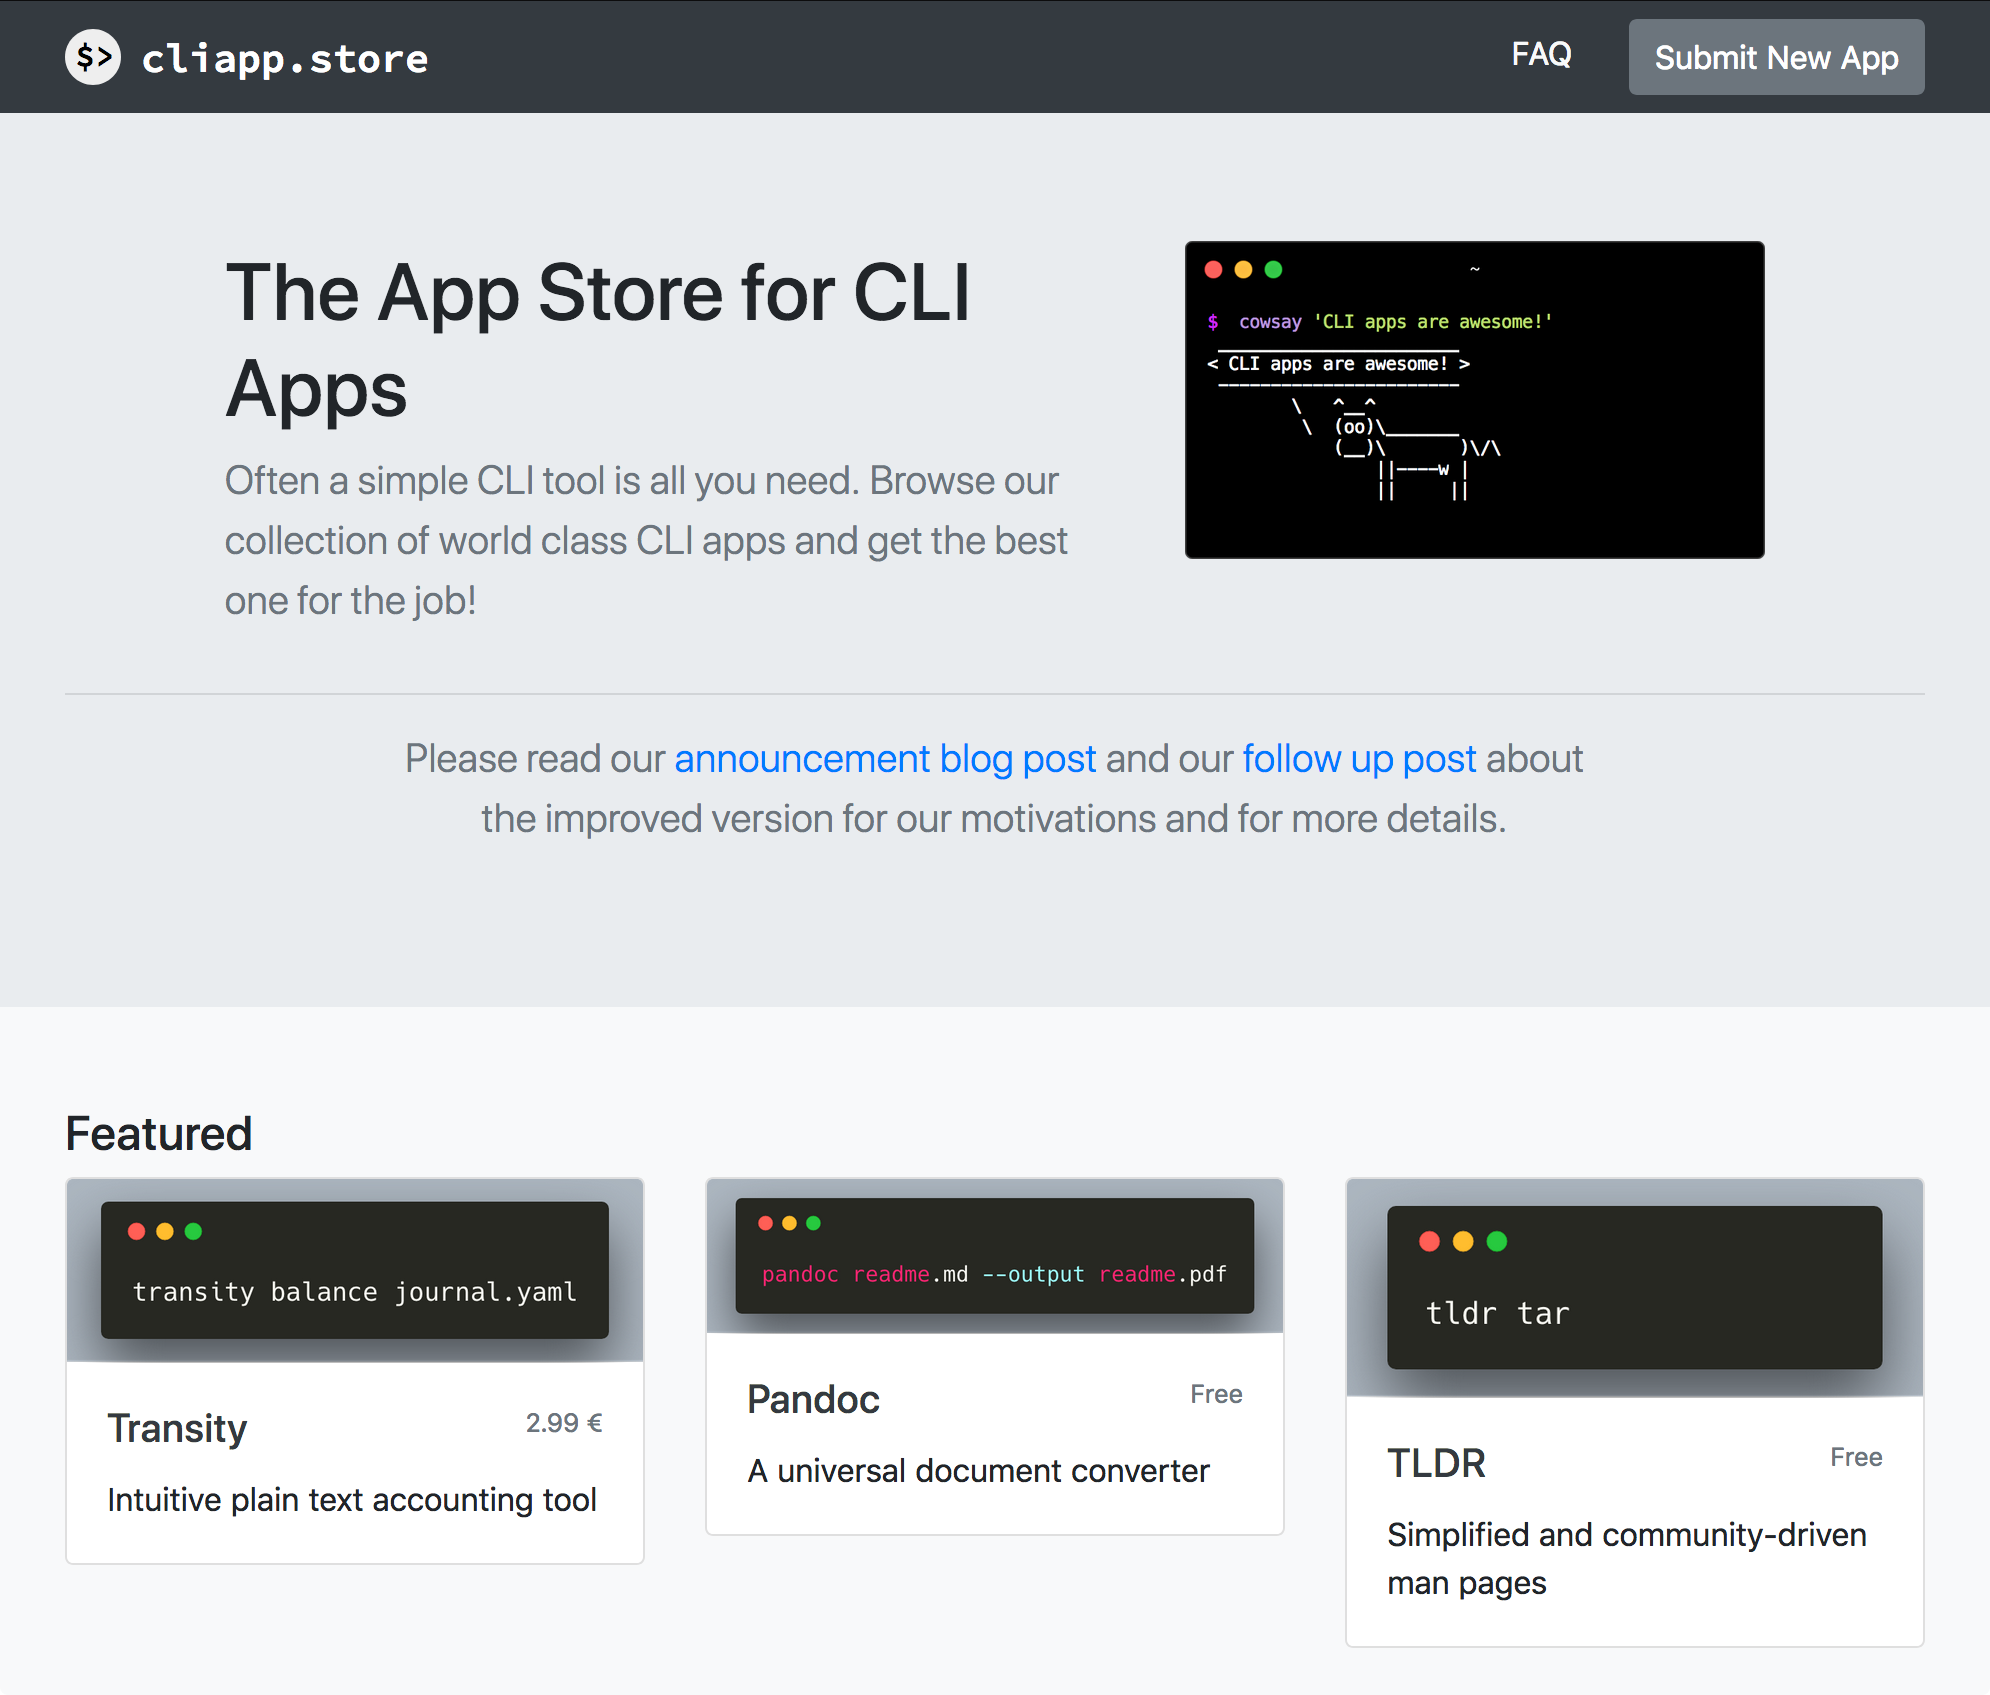 $> cliapp.store
FAQ
Submit New App
The App Store for CLI
Apps
Often a simple CLI tool is all you need. Browse our
collection of world class CLI apps and get the best
one for the job!
~
$  cowsay 'CLI apps are awesome!'
 _______________________
< CLI apps are awesome! >
 -----------------------
        \   ^__^
         \  (oo)\_______
            (__)\       )\/\
                ||----w |
                ||     ||
Please read our announcement blog post and our follow up post about
the improved version for our motivations and for more details.
Featured
transity balance journal.yaml
Transity
2.99 €
Intuitive plain text accounting tool
pandoc readme.md --output readme.pdf
Pandoc
Free
A universal document converter
tldr tar
TLDR
Free
Simplified and community-driven
man pages